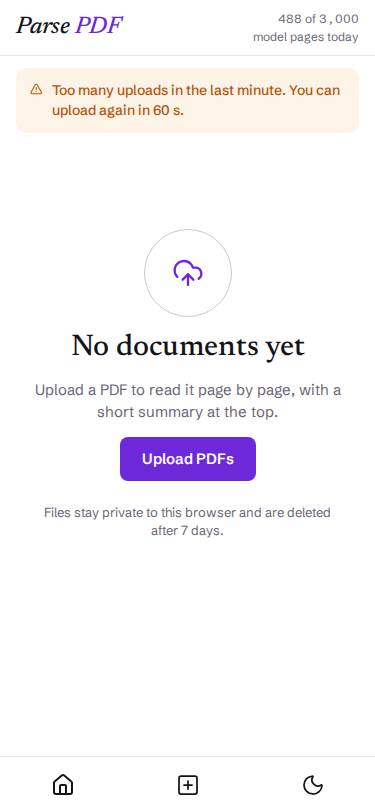 Parse PDF
488 of 3,000
model pages today
Too many uploads in the last minute. You can
upload again in 60 s.
No documents yet
Upload a PDF to read it page by page, with a
short summary at the top.
Upload PDFs
Files stay private to this browser and are deleted
after 7 days.